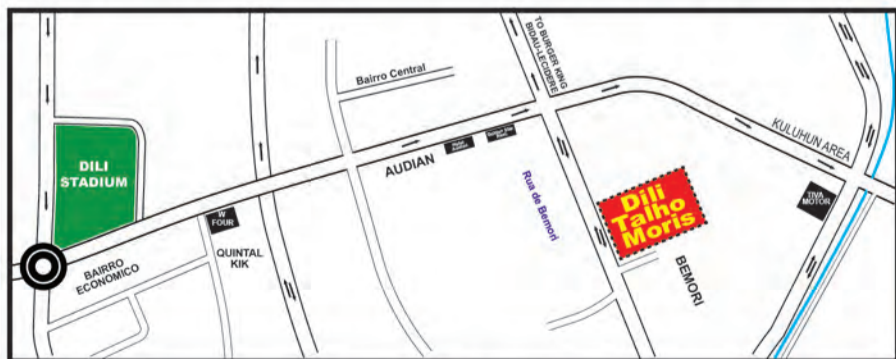 TO BURGER KING
BIDAU-LECIDERE
Bairro Central
KULUHUN AREA
DILI
STADIUM
AUDIAN
Rua de Bemori
Dili
Talho
Moris
TIVA
MOTOR
W
FOUR
QUINTAL
KIK
BAIRRO
ECONOMICO
BEMORI